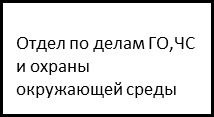 Отдел по делам ГО,ЧС
и охраны
окружающей среды